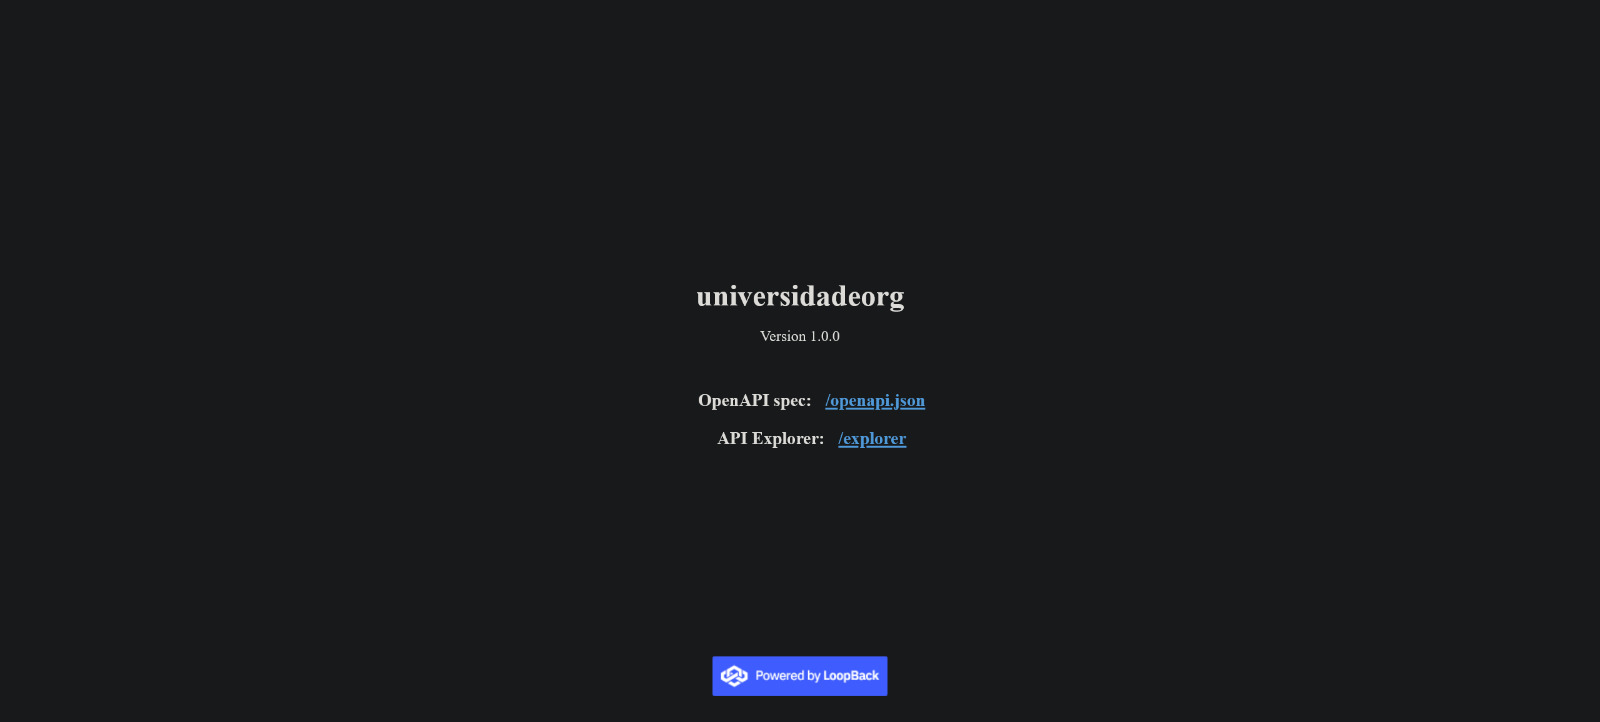 universidadeorg
Version 1.0.0
OpenAPI spec: /openapi.json
API Explorer: /explorer
Powered by LoopBack